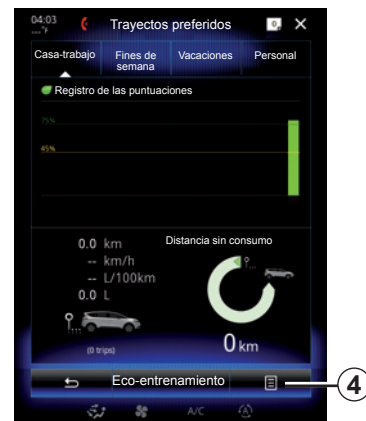 04:03
---°F
Trayectos preferidos
Casa-trabajo
Fines de
semana
Vacaciones
Personal
Registro de las puntuaciones
75%
45%
0.0 km
-- km/h
-- L/100km
0.0 L
(0 trips)
Distancia sin consumo
0 km
Eco-entrenamiento
4
A/C